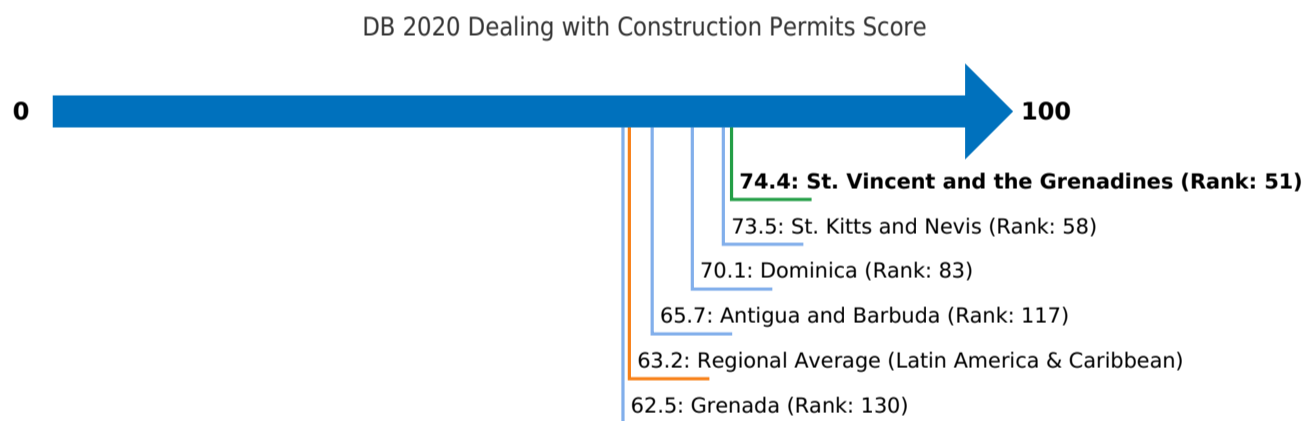 DB 2020 Dealing with Construction Permits Score
0
100
74.4: St. Vincent and the Grenadines (Rank: 51)
73.5: St. Kitts and Nevis (Rank: 58)
70.1: Dominica (Rank: 83)
65.7: Antigua and Barbuda (Rank: 117)
63.2: Regional Average (Latin America & Caribbean)
62.5: Grenada (Rank: 130)